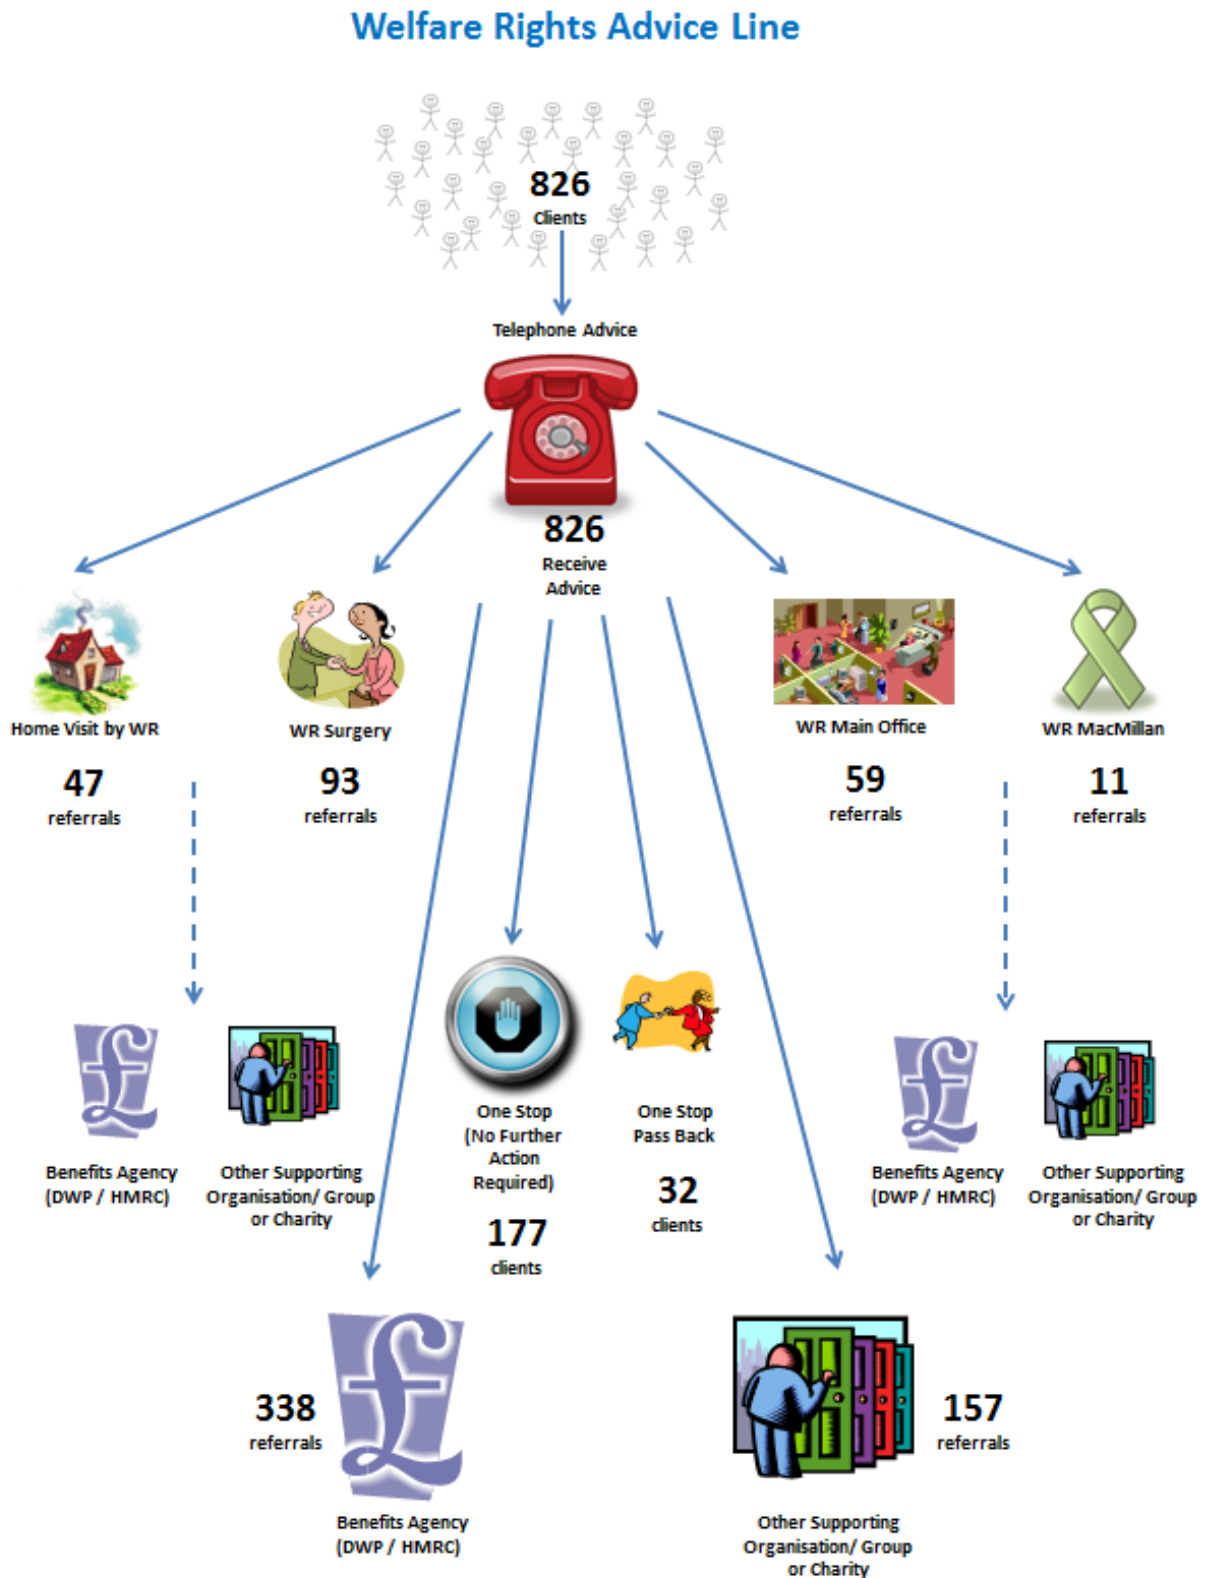 Welfare Rights Advice Line
826
Clients
Telephone Advice
826
Receive
Advice
Home Visit by WR
47
referrals
WR Surgery
93
referrals
WR Main Office
59
referrals
WR MacMillan
11
referrals
Benefits Agency
(DWP / HMRC)
Other Supporting
Organisation/ Group
or Charity
One Stop
(No Further
Action
Required)
177
clients
One Stop
Pass Back
32
clients
Benefits Agency
(DWP / HMRC)
Other Supporting
Organisation/ Group
or Charity
338
referrals
Benefits Agency
(DWP / HMRC)
157
referrals
Other Supporting
Organisation/ Group
or Charity